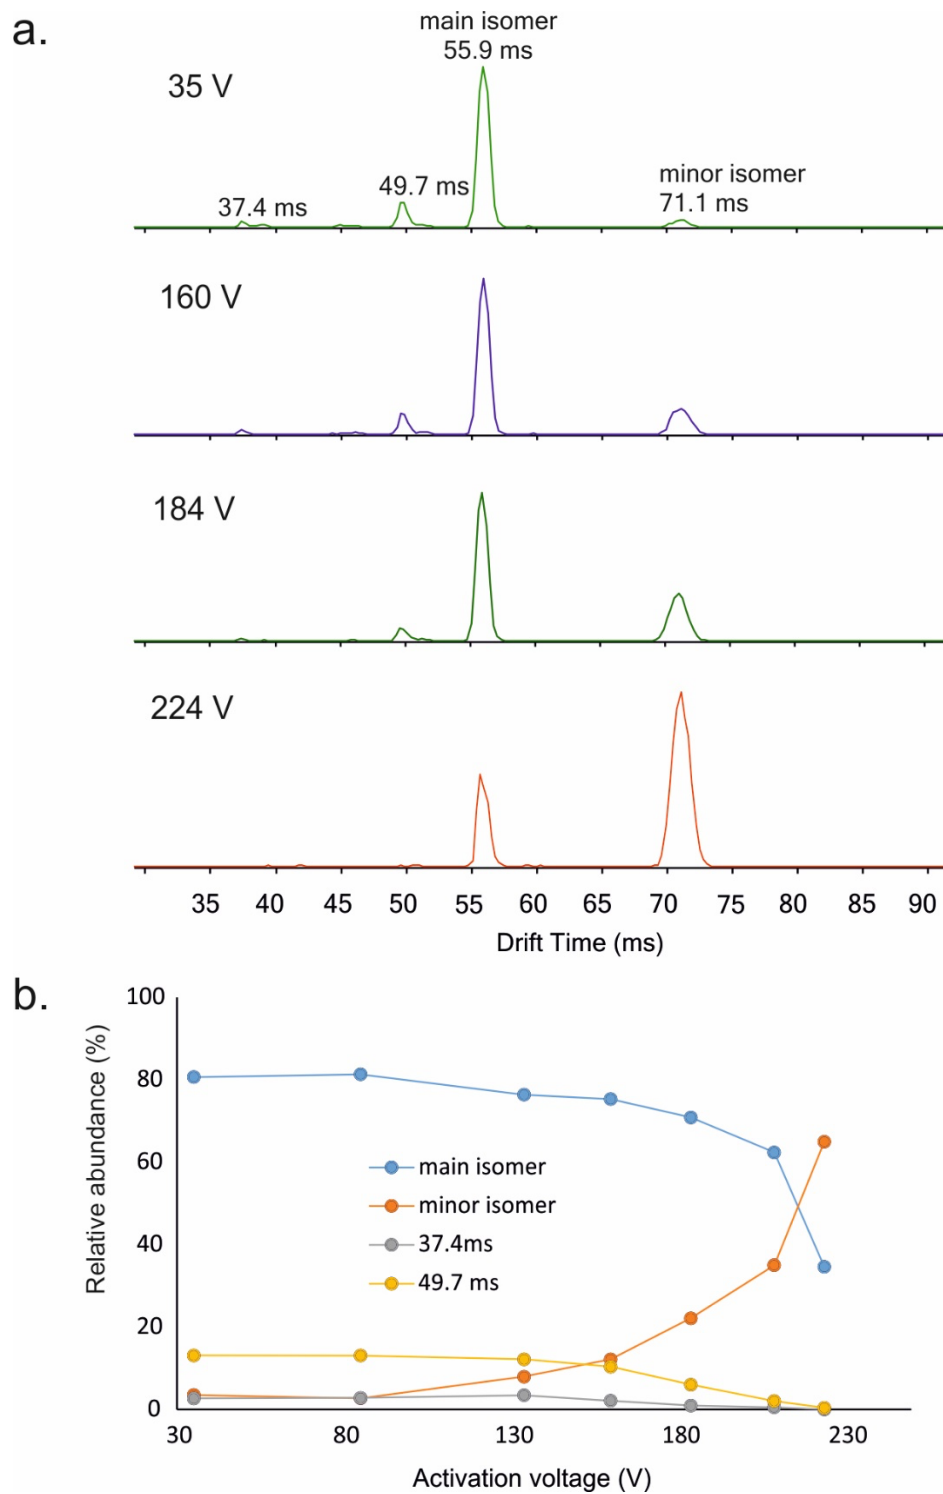 a.
main isomer
55.9 ms
35 V
37.4 ms
49.7 ms
minor isomer
71.1 ms
160 V
184 V
224 V
35 40 45 50 55 60 65 70 75 80 85 90
Drift Time (ms)
b.
100
80
60
40
20
0
Relative abundance (%)
main isomer
minor isomer
37.4ms
49.7 ms
30 80 130 180 230
Activation voltage (V)